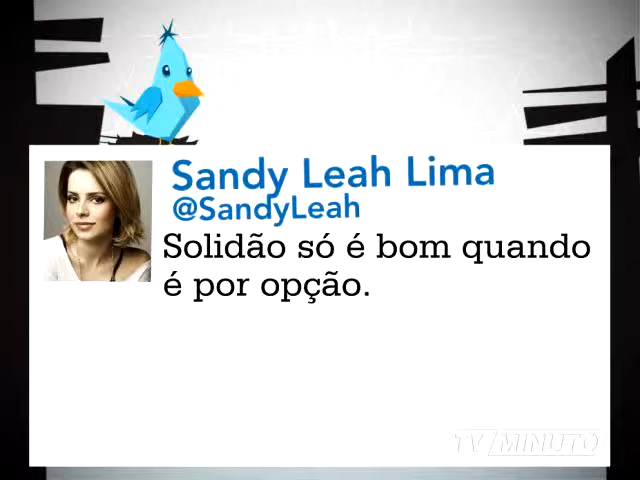 Sandy Leah Lima
@SandyLeah
Solidão só é bom quando
é por opção.
TV MINUTO